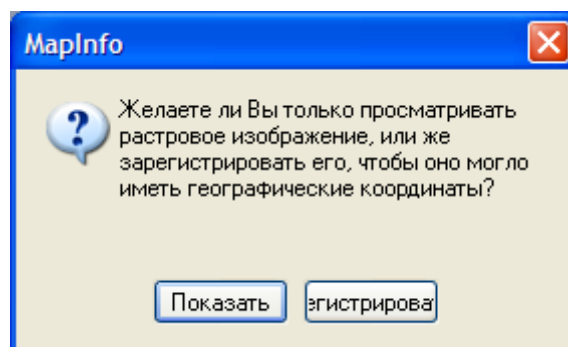 MapInfo
Желаете ли Вы только просматривать
растровое изображение, или же
зарегистрировать его, чтобы оно могло
иметь географические координаты?
Показать егистрироват